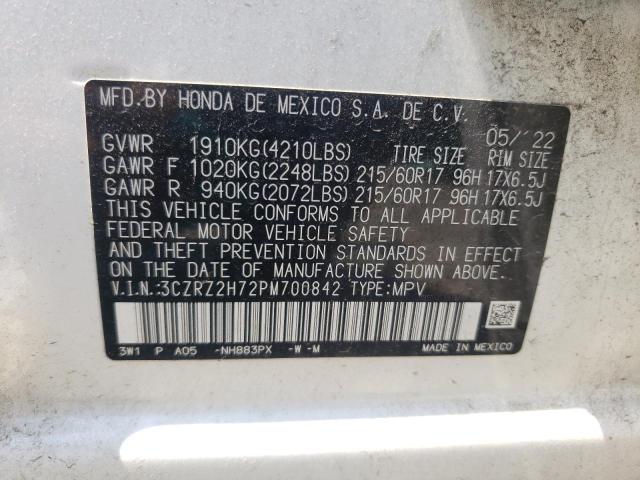 MFD.BY HONDA DE MEXICO S.A. DE C.V.
05/'22
GVWR 1910KG(4210LBS) TIRE SIZE RIM SIZE
GAWR F 1020KG(2248LBS) 215/60R17 96H 17X6.5J
GAWR R 940KG(2072LBS) 215/60R17 96H 17X6.5J
THIS VEHICLE CONFORMS TO ALL APPLICABLE
FEDERAL MOTOR VEHICLE SAFETY
AND THEFT PREVENTION STANDARDS IN EFFECT
ON THE DATE OF MANUFACTURE SHOWN ABOVE.
V.I.N.:3CZRZ2H72PM700842 TYPE:MPV
3W1 P A05 -NH883PX -W-M MADE IN MEXICO